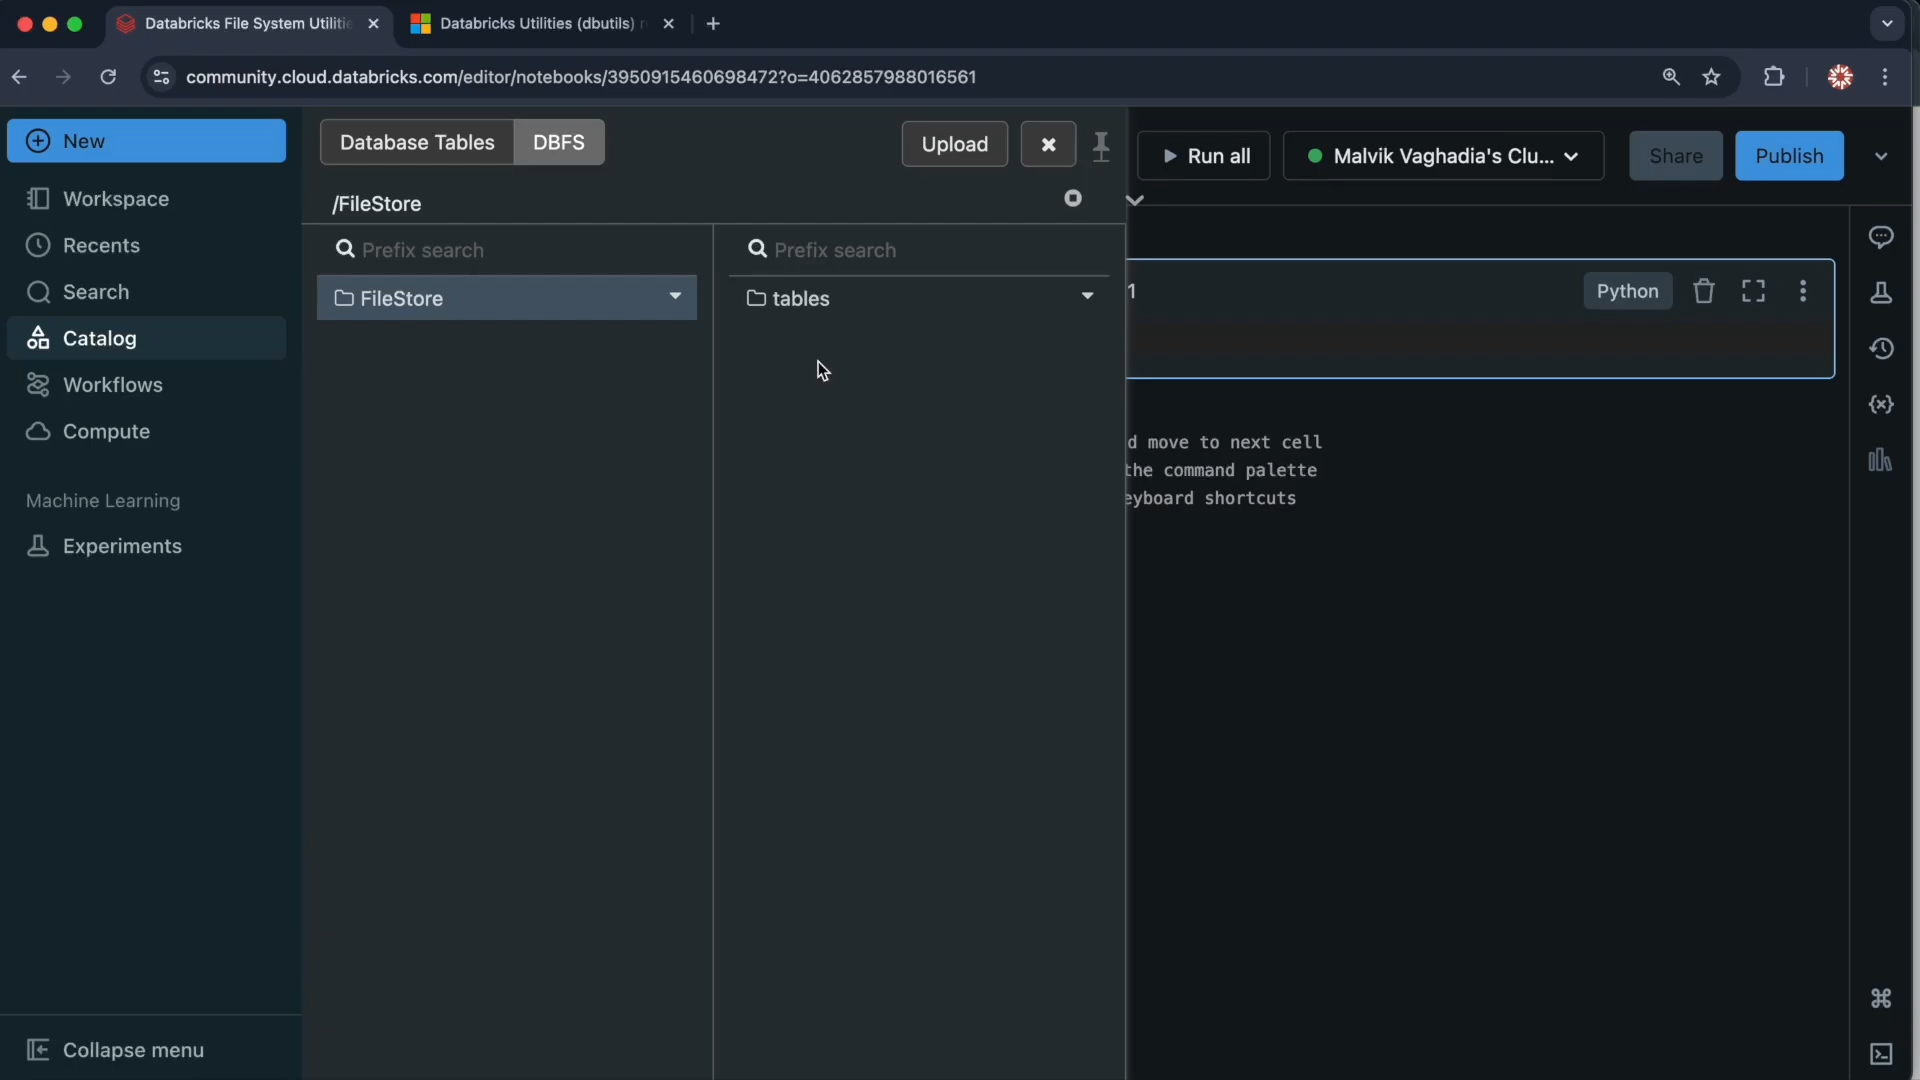 Databricks File System Utilitie
Databricks Utilities (dbutils) r
community.cloud.databricks.com/editor/notebooks/3950915460698472?o=4062857988016561
New
Workspace
Recents
Search
Catalog
Workflows
Compute
Machine Learning
Experiments
Collapse menu
Database Tables
DBFS
Upload
/FileStore
Prefix search
Prefix search
FileStore
tables
Run all
Malvik Vaghadia's Clu...
Share
Publish
1
Python
d move to next cell
the command palette
eyboard shortcuts